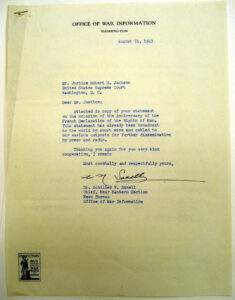 OFFICE OF WAR INFORMATION
WASHINGTON
August 25, 1943
Mr. Justice Robert H. Jackson
United States Supreme Court
Washington, D. C.
Dear Mr. Justice:
Attached is copy of your statement
on the occasion of the Anniversary of the
French Declaration of the Rights of Man.
This statement has already been broadcast
to the world by short wave and cabled to
our various outposts for further dissemination
by press and radio.
Thanking you again for your very kind
cooperation, I remain
Most cordially and respectfully yours,
Dr. Achilles N. Sakell
Chief, Near Eastern Section
News Bureau
Office of War Information